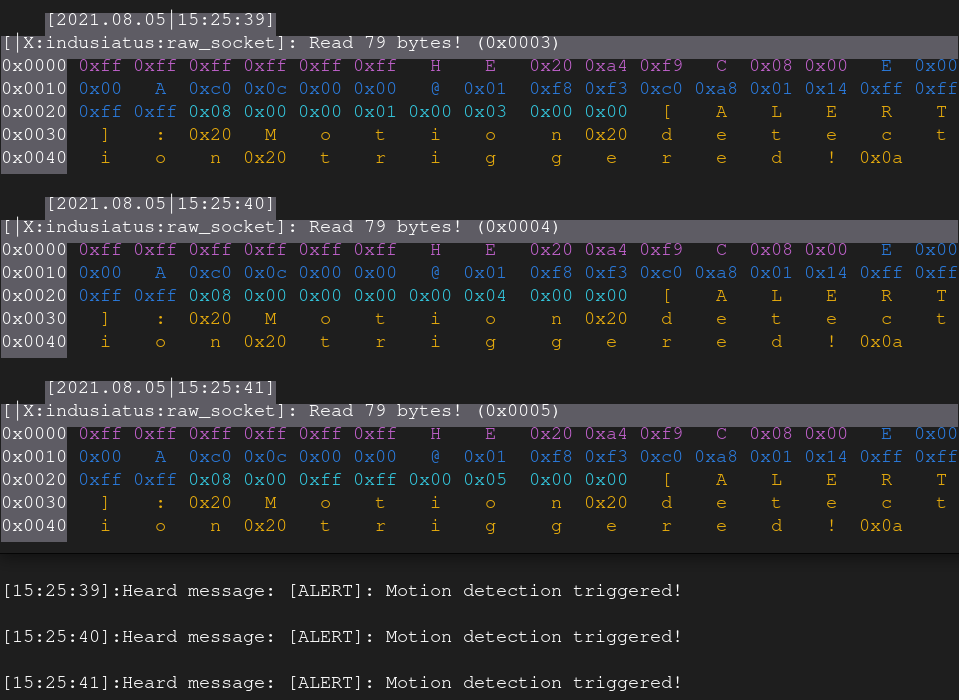 [2021.08.05|15:25:39]
[|X:indusiatus:raw_socket]: Read 79 bytes! (0x0003)
0x0000 0xff 0xff 0xff 0xff 0xff 0xff H E 0x20 0xa4 0xf9 C 0x08 0x00 E 0x00
0x0010 0x00 A 0xc0 0x0c 0x00 0x00 @ 0x01 0xf8 0xf3 0xc0 0xa8 0x01 0x14 0xff 0xff
0x0020 0xff 0xff 0x08 0x00 0x00 0x01 0x00 0x03 0x00 0x00 [ A L E R T
0x0030 ] : 0x20 M o t i o n 0x20 d e t e c t
0x0040 i o n 0x20 t r i g g e r e d ! 0x0a
[2021.08.05|15:25:40]
[|X:indusiatus:raw_socket]: Read 79 bytes! (0x0004)
0x0000 0xff 0xff 0xff 0xff 0xff 0xff H E 0x20 0xa4 0xf9 C 0x08 0x00 E 0x00
0x0010 0x00 A 0xc0 0x0c 0x00 0x00 @ 0x01 0xf8 0xf3 0xc0 0xa8 0x01 0x14 0xff 0xff
0x0020 0xff 0xff 0x08 0x00 0x00 0x00 0x00 0x04 0x00 0x00 [ A L E R T
0x0030 ] : 0x20 M o t i o n 0x20 d e t e c t
0x0040 i o n 0x20 t r i g g e r e d ! 0x0a
[2021.08.05|15:25:41]
[|X:indusiatus:raw_socket]: Read 79 bytes! (0x0005)
0x0000 0xff 0xff 0xff 0xff 0xff 0xff H E 0x20 0xa4 0xf9 C 0x08 0x00 E 0x00
0x0010 0x00 A 0xc0 0x0c 0x00 0x00 @ 0x01 0xf8 0xf3 0xc0 0xa8 0x01 0x14 0xff 0xff
0x0020 0xff 0xff 0x08 0x00 0xff 0xff 0x00 0x05 0x00 0x00 [ A L E R T
0x0030 ] : 0x20 M o t i o n 0x20 d e t e c t
0x0040 i o n 0x20 t r i g g e r e d ! 0x0a
[15:25:39]:Heard message: [ALERT]: Motion detection triggered!
[15:25:40]:Heard message: [ALERT]: Motion detection triggered!
[15:25:41]:Heard message: [ALERT]: Motion detection triggered!